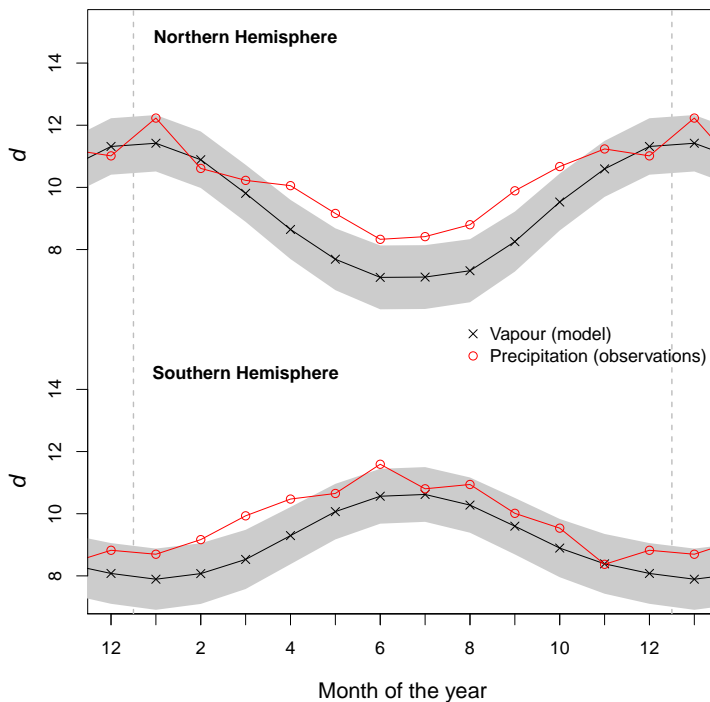 Northern Hemisphere
14
12
10
8
d
Vapour (model)
Precipitation (observations)
Southern Hemisphere
14
12
10
8
d
12 2 4 6 8 10 12
Month of the year